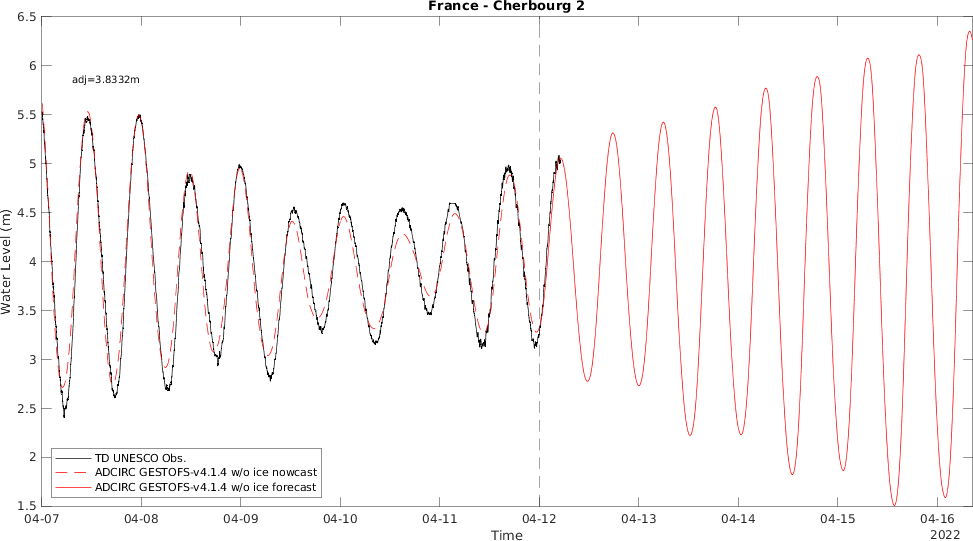 France - Cherbourg 2
6.5
6
5.5
5
4.5
4
3.5
3
2.5
2
1.5
Water Level (m)
adj=3.8332m
TD UNESCO Obs.
ADCIRC GESTOFS-v4.1.4 w/o ice nowcast
ADCIRC GESTOFS-v4.1.4 w/o ice forecast
04-07 04-08 04-09 04-10 04-11 04-12 04-13 04-14 04-15 04-16
2022
Time